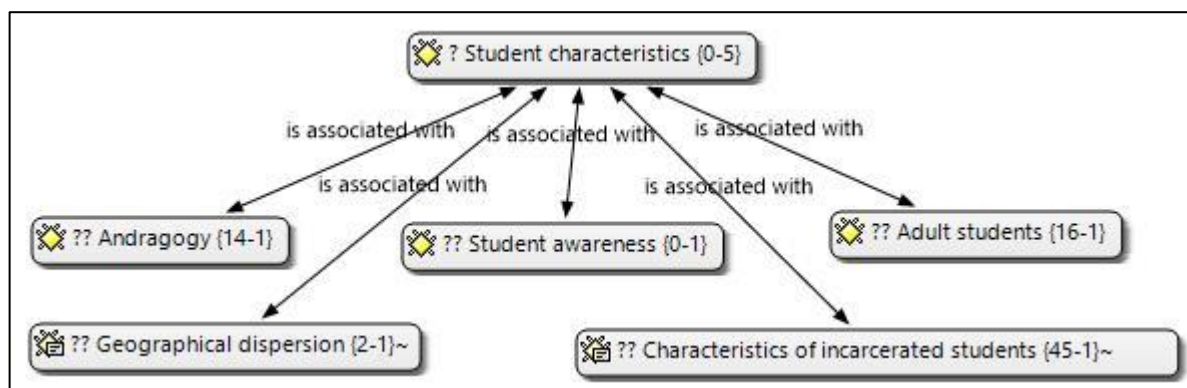 ? Student characteristics {0-5}
is associated with
is associated with
is associated with
is associated with
is associated with
?? Andragogy {14-1}
?? Student awareness {0-1}
?? Adult students {16-1}
?? Geographical dispersion {2-1}~
?? Characteristics of incarcerated students {45-1}~